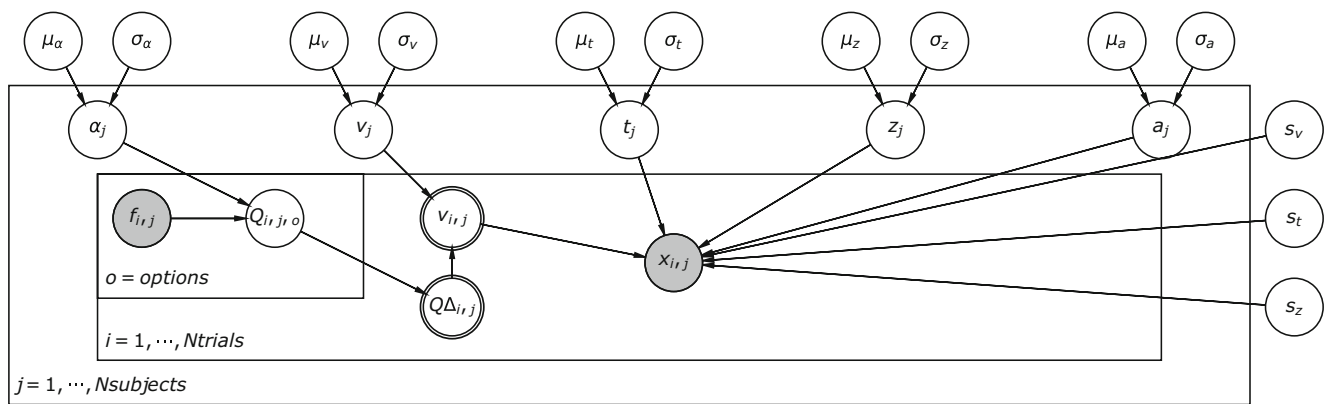 μα σα μv σv μt σt μz σz μa σa
αj vj tj zj aj sv
fi,j Qi,j,o vi,j st
xi,j
o = options
QΔi,j sz
i = 1, ⋯, Ntrials
j = 1, ⋯, Nsubjects